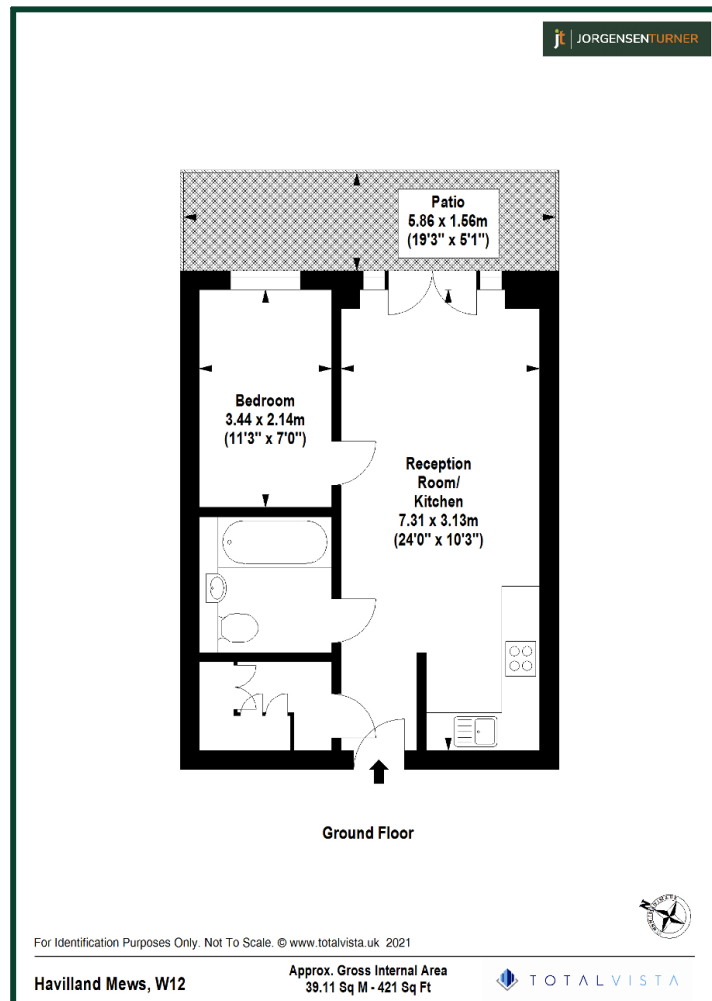 jt | JORGENSENTURNER
Patio
5.86 x 1.56m
(19'3" x 5'1")
Bedroom
3.44 x 2.14m
(11'3" x 7'0")
Reception
Room/
Kitchen
7.31 x 3.13m
(24'0" x 10'3")
Ground Floor
N
For Identification Purposes Only. Not To Scale. © www.totalvista.uk 2021
Havilland Mews, W12
Approx. Gross Internal Area
39.11 Sq M - 421 Sq Ft
TOTALVISTA